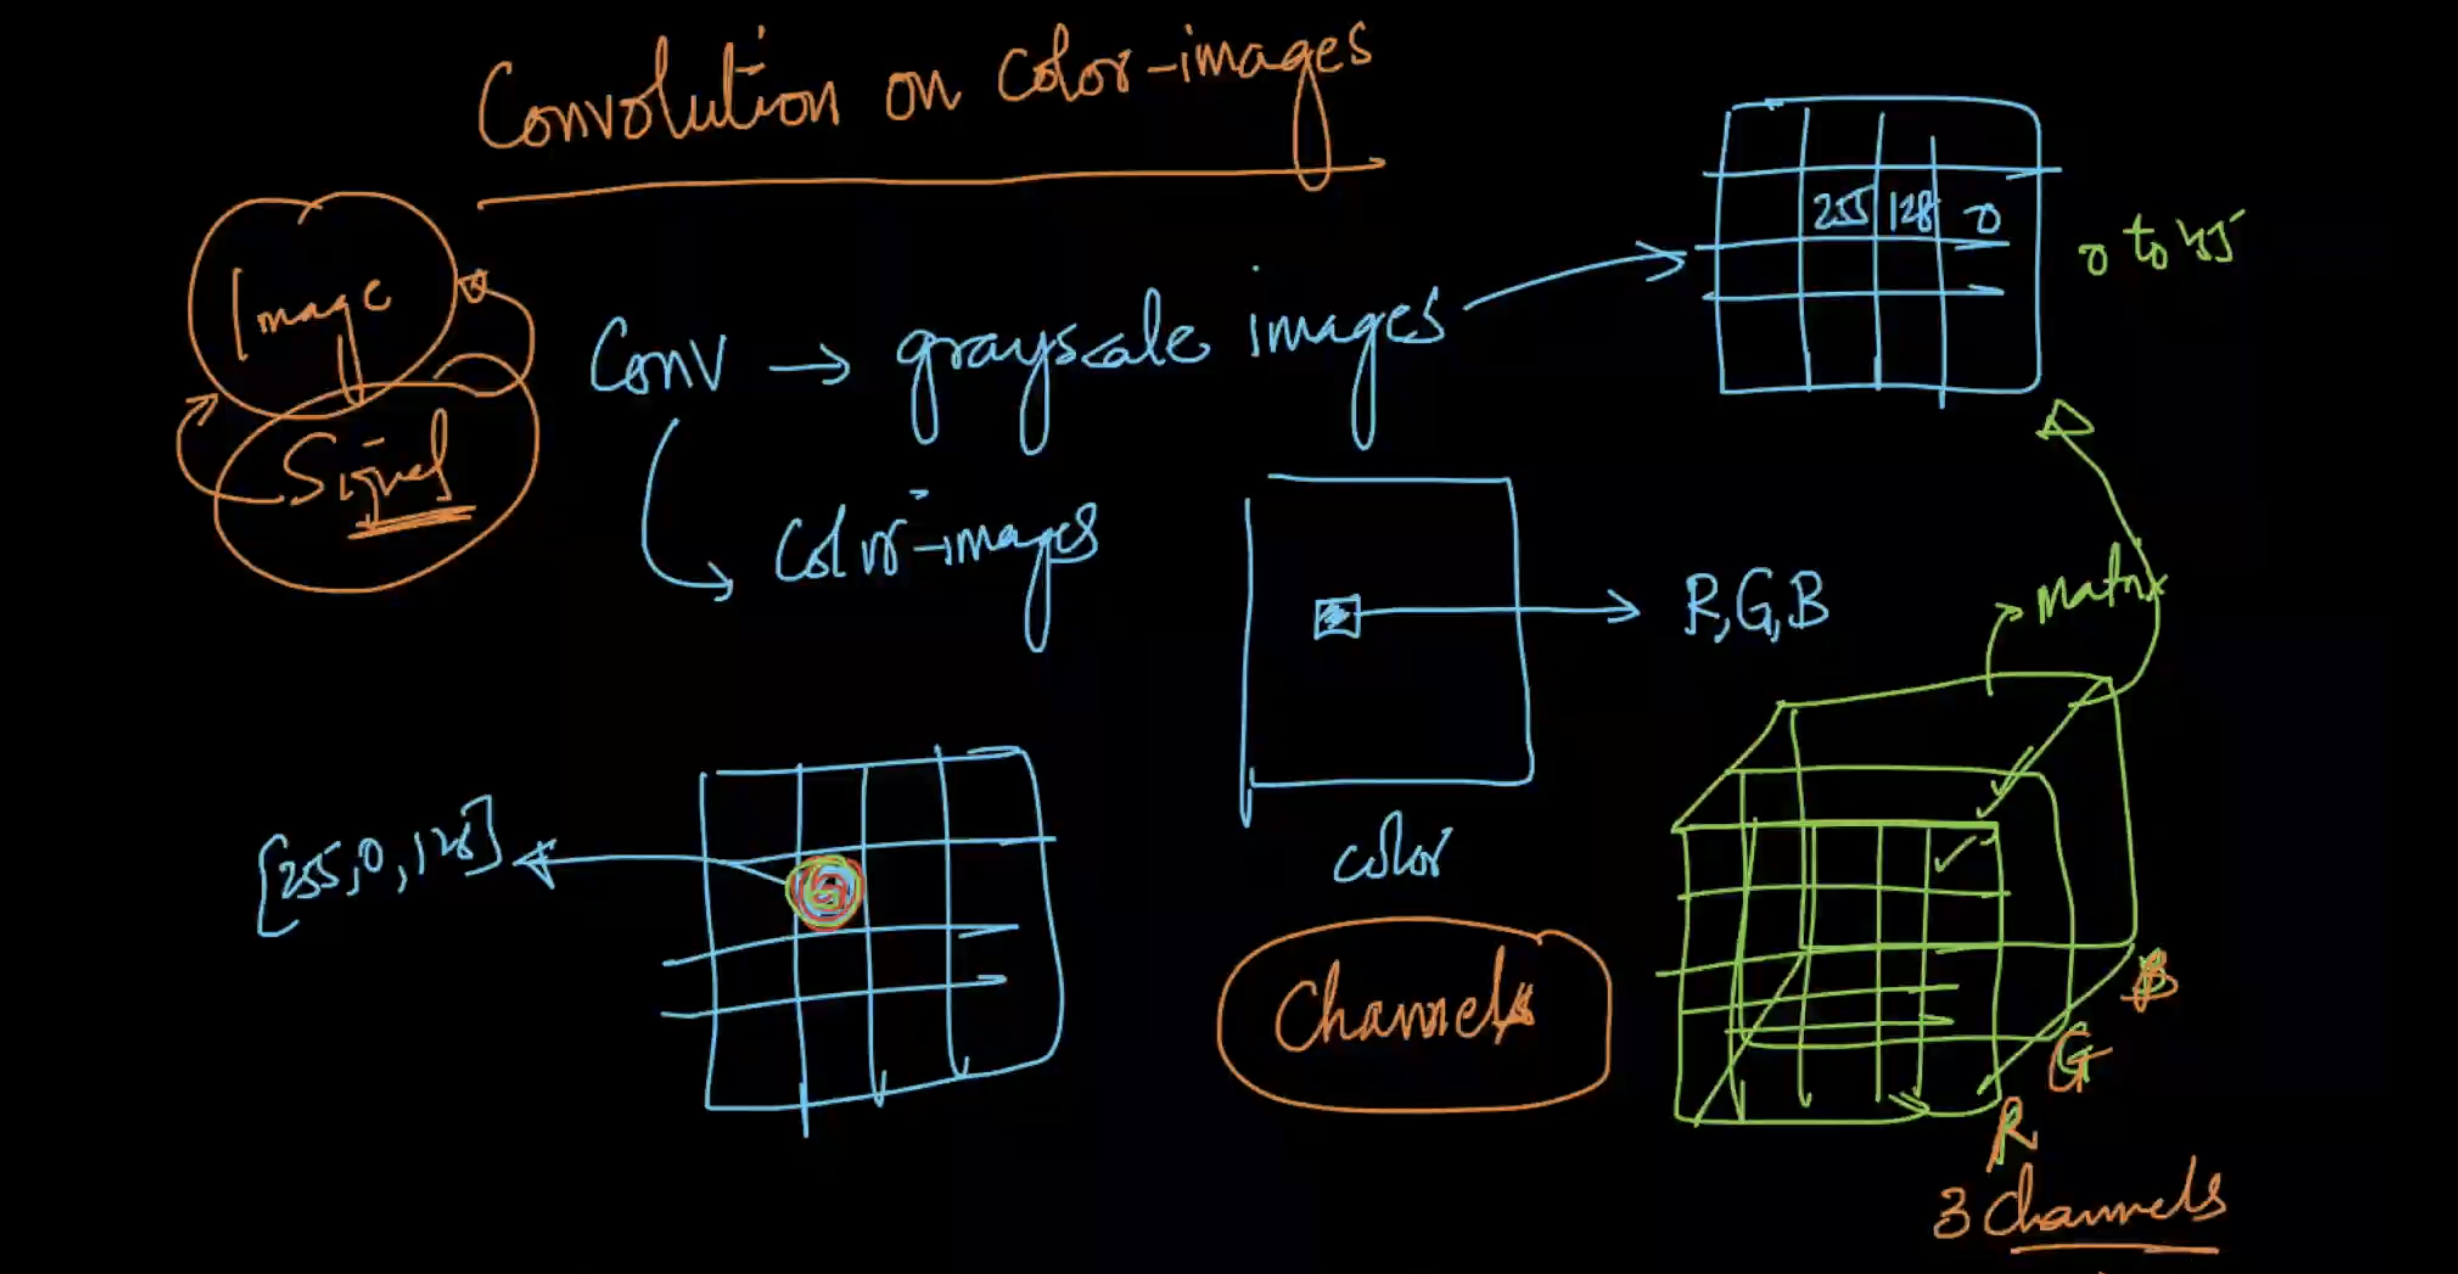 Convolution on color-images
Image
Signal
Conv → grayscale images
255 128 0
0 to 255
color-images
R,G,B
matrix
[255,0,128]
color
Channels
B
G
R
3 channels